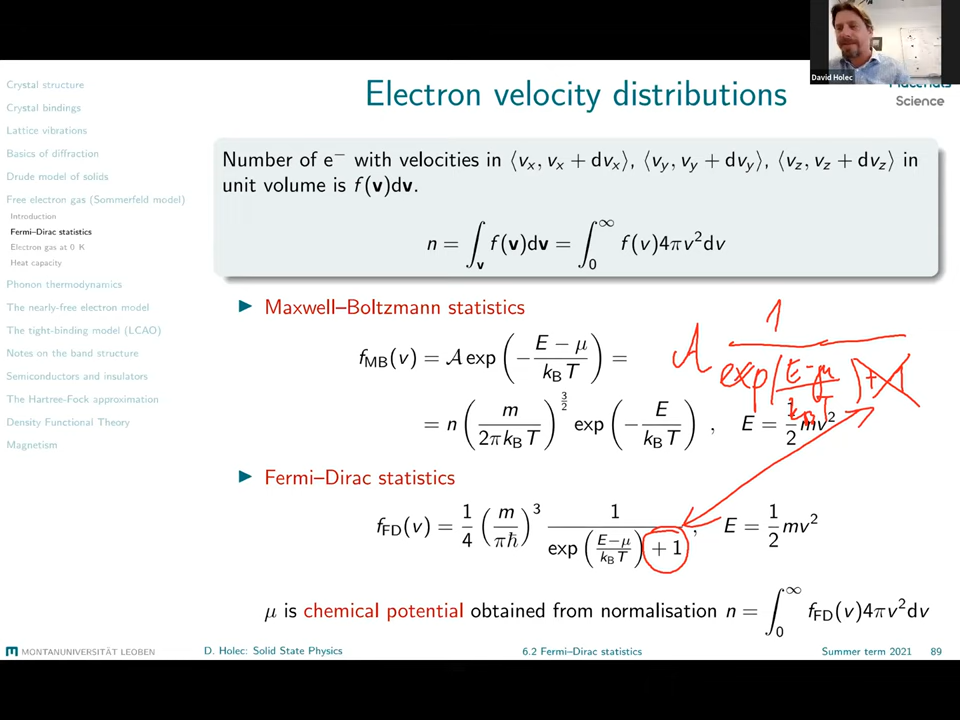 David Holec
Materials
Science
Crystal structure
Crystal bindings
Lattice vibrations
Basics of diffraction
Drude model of solids
Free electron gas (Sommerfeld model)
Introduction
Fermi–Dirac statistics
Electron gas at 0 K
Heat capacity
Phonon thermodynamics
The nearly-free electron model
The tight-binding model (LCAO)
Notes on the band structure
Semiconductors and insulators
The Hartree-Fock approximation
Density Functional Theory
Magnetism
Electron velocity distributions
Number of e⁻ with velocities in ⟨vₓ, vₓ + dvₓ⟩, ⟨v_y, v_y + dv_y⟩, ⟨v_z, v_z + dv_z⟩ in
unit volume is f(v)dv.
n = ∫_v f(v)dv = ∫_0^∞ f(v)4πv²dv
Maxwell–Boltzmann statistics
f_MB(v) = 𝒜 exp(−(E − μ)/(k_B T)) =
𝒜 1/(exp((E−μ)/(k_B T)) +1)
= n (m/(2πk_B T))^(3/2) exp(−E/(k_B T)) , E = 1/2 mv²
Fermi–Dirac statistics
f_FD(v) = 1/4 (m/(πℏ))³ 1/(exp((E−μ)/(k_B T)) + 1) , E = 1/2 mv²
μ is chemical potential obtained from normalisation n = ∫_0^∞ f_FD(v)4πv²dv
MONTANUNIVERSITÄT LEOBEN
D. Holec: Solid State Physics
6.2 Fermi–Dirac statistics
Summer term 2021 89